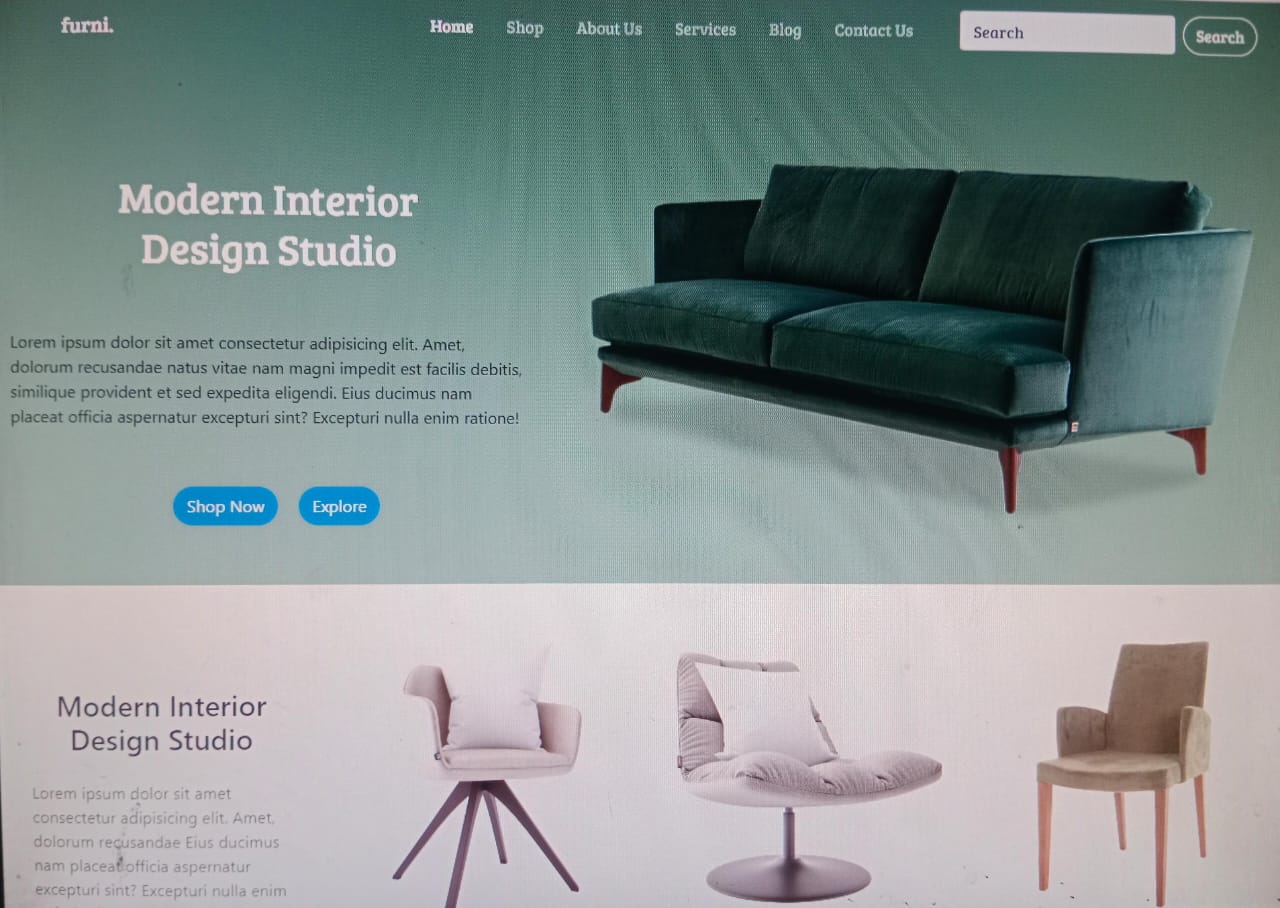 furni.
Home Shop About Us Services Blog Contact Us Search Search
Modern Interior
Design Studio
Lorem ipsum dolor sit amet consectetur adipisicing elit. Amet,
dolorum recusandae natus vitae nam magni impedit est facilis debitis,
similique provident et sed expedita eligendi. Eius ducimus nam
placeat officia aspernatur excepturi sint? Excepturi nulla enim ratione!
Shop Now Explore
Modern Interior
Design Studio
Lorem ipsum dolor sit amet
consectetur adipisicing elit. Amet,
dolorum recusandae Eius ducimus
nam placeat officia aspernatur
excepturi sint? Excepturi nulla enim